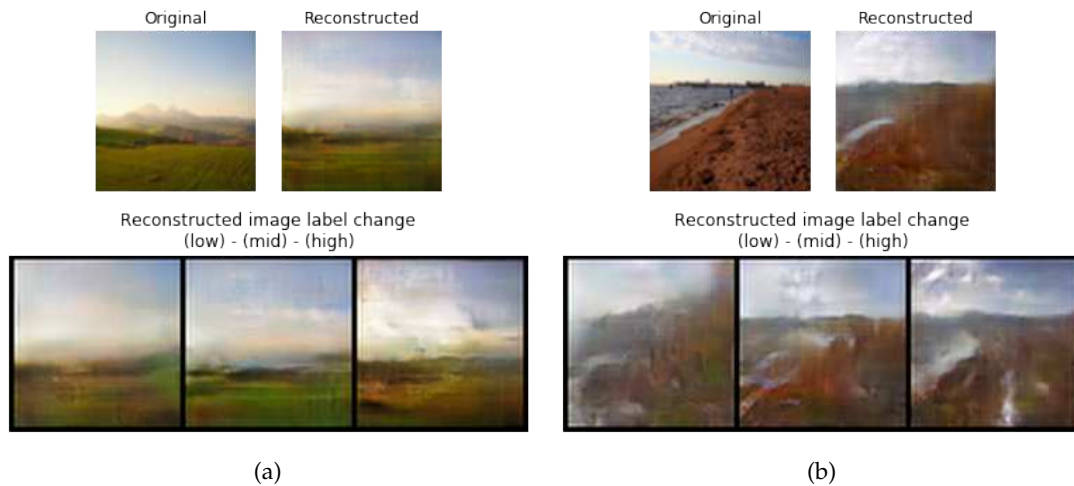 Original
Reconstructed
Reconstructed image label change
(low) - (mid) - (high)
(a)
Original
Reconstructed
Reconstructed image label change
(low) - (mid) - (high)
(b)